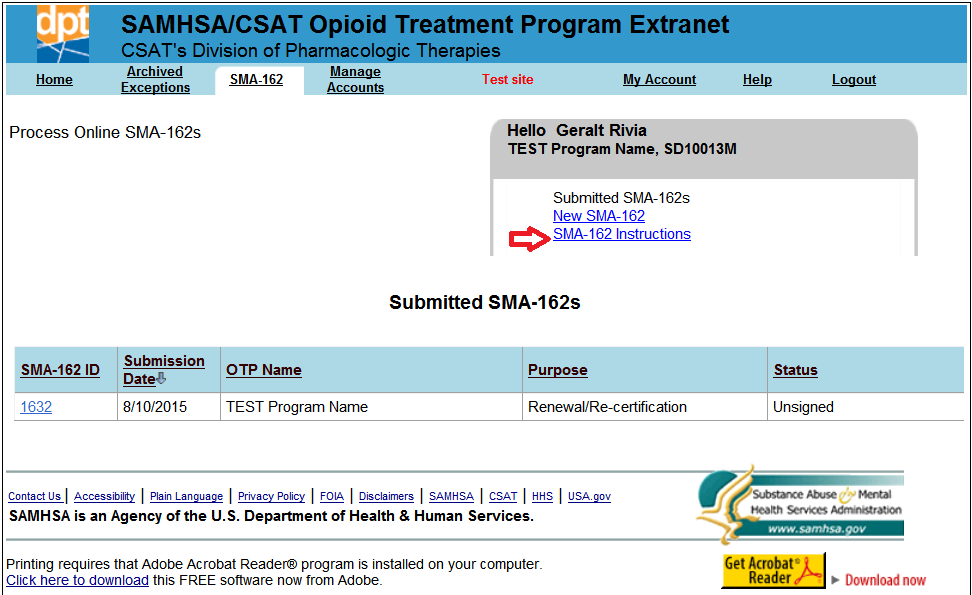 dpt
SAMHSA/CSAT Opioid Treatment Program Extranet
CSAT's Division of Pharmacologic Therapies
Home
Archived
Exceptions
SMA-162
Manage
Accounts
Test site
My Account
Help
Logout
Process Online SMA-162s
Hello Geralt Rivia
TEST Program Name, SD10013M
Submitted SMA-162s
New SMA-162
SMA-162 Instructions
Submitted SMA-162s
SMA-162 ID
Submission
Date
OTP Name
Purpose
Status
1632
8/10/2015
TEST Program Name
Renewal/Re-certification
Unsigned
Contact Us | Accessibility | Plain Language | Privacy Policy | FOIA | Disclaimers | SAMHSA | CSAT | HHS | USA.gov
SAMHSA is an Agency of the U.S. Department of Health & Human Services.
Substance Abuse & Mental
Health Services Administration
www.samhsa.gov
Printing requires that Adobe Acrobat Reader® program is installed on your computer.
Click here to download this FREE software now from Adobe.
Get Acrobat®
Reader
Download now